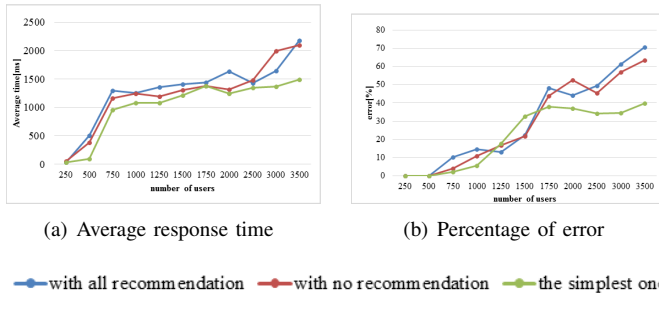 2500
2000
1500
1000
500
0
Average time[ms]
250 500 750 1000 1250 1500 1750 2000 2500 3000 3500
number of users
(a) Average response time
80
70
60
50
40
30
20
10
0
error[%]
250 500 750 1000 1250 1500 1750 2000 2500 3000 3500
number of users
(b) Percentage of error
with all recommendation with no recommendation the simplest one